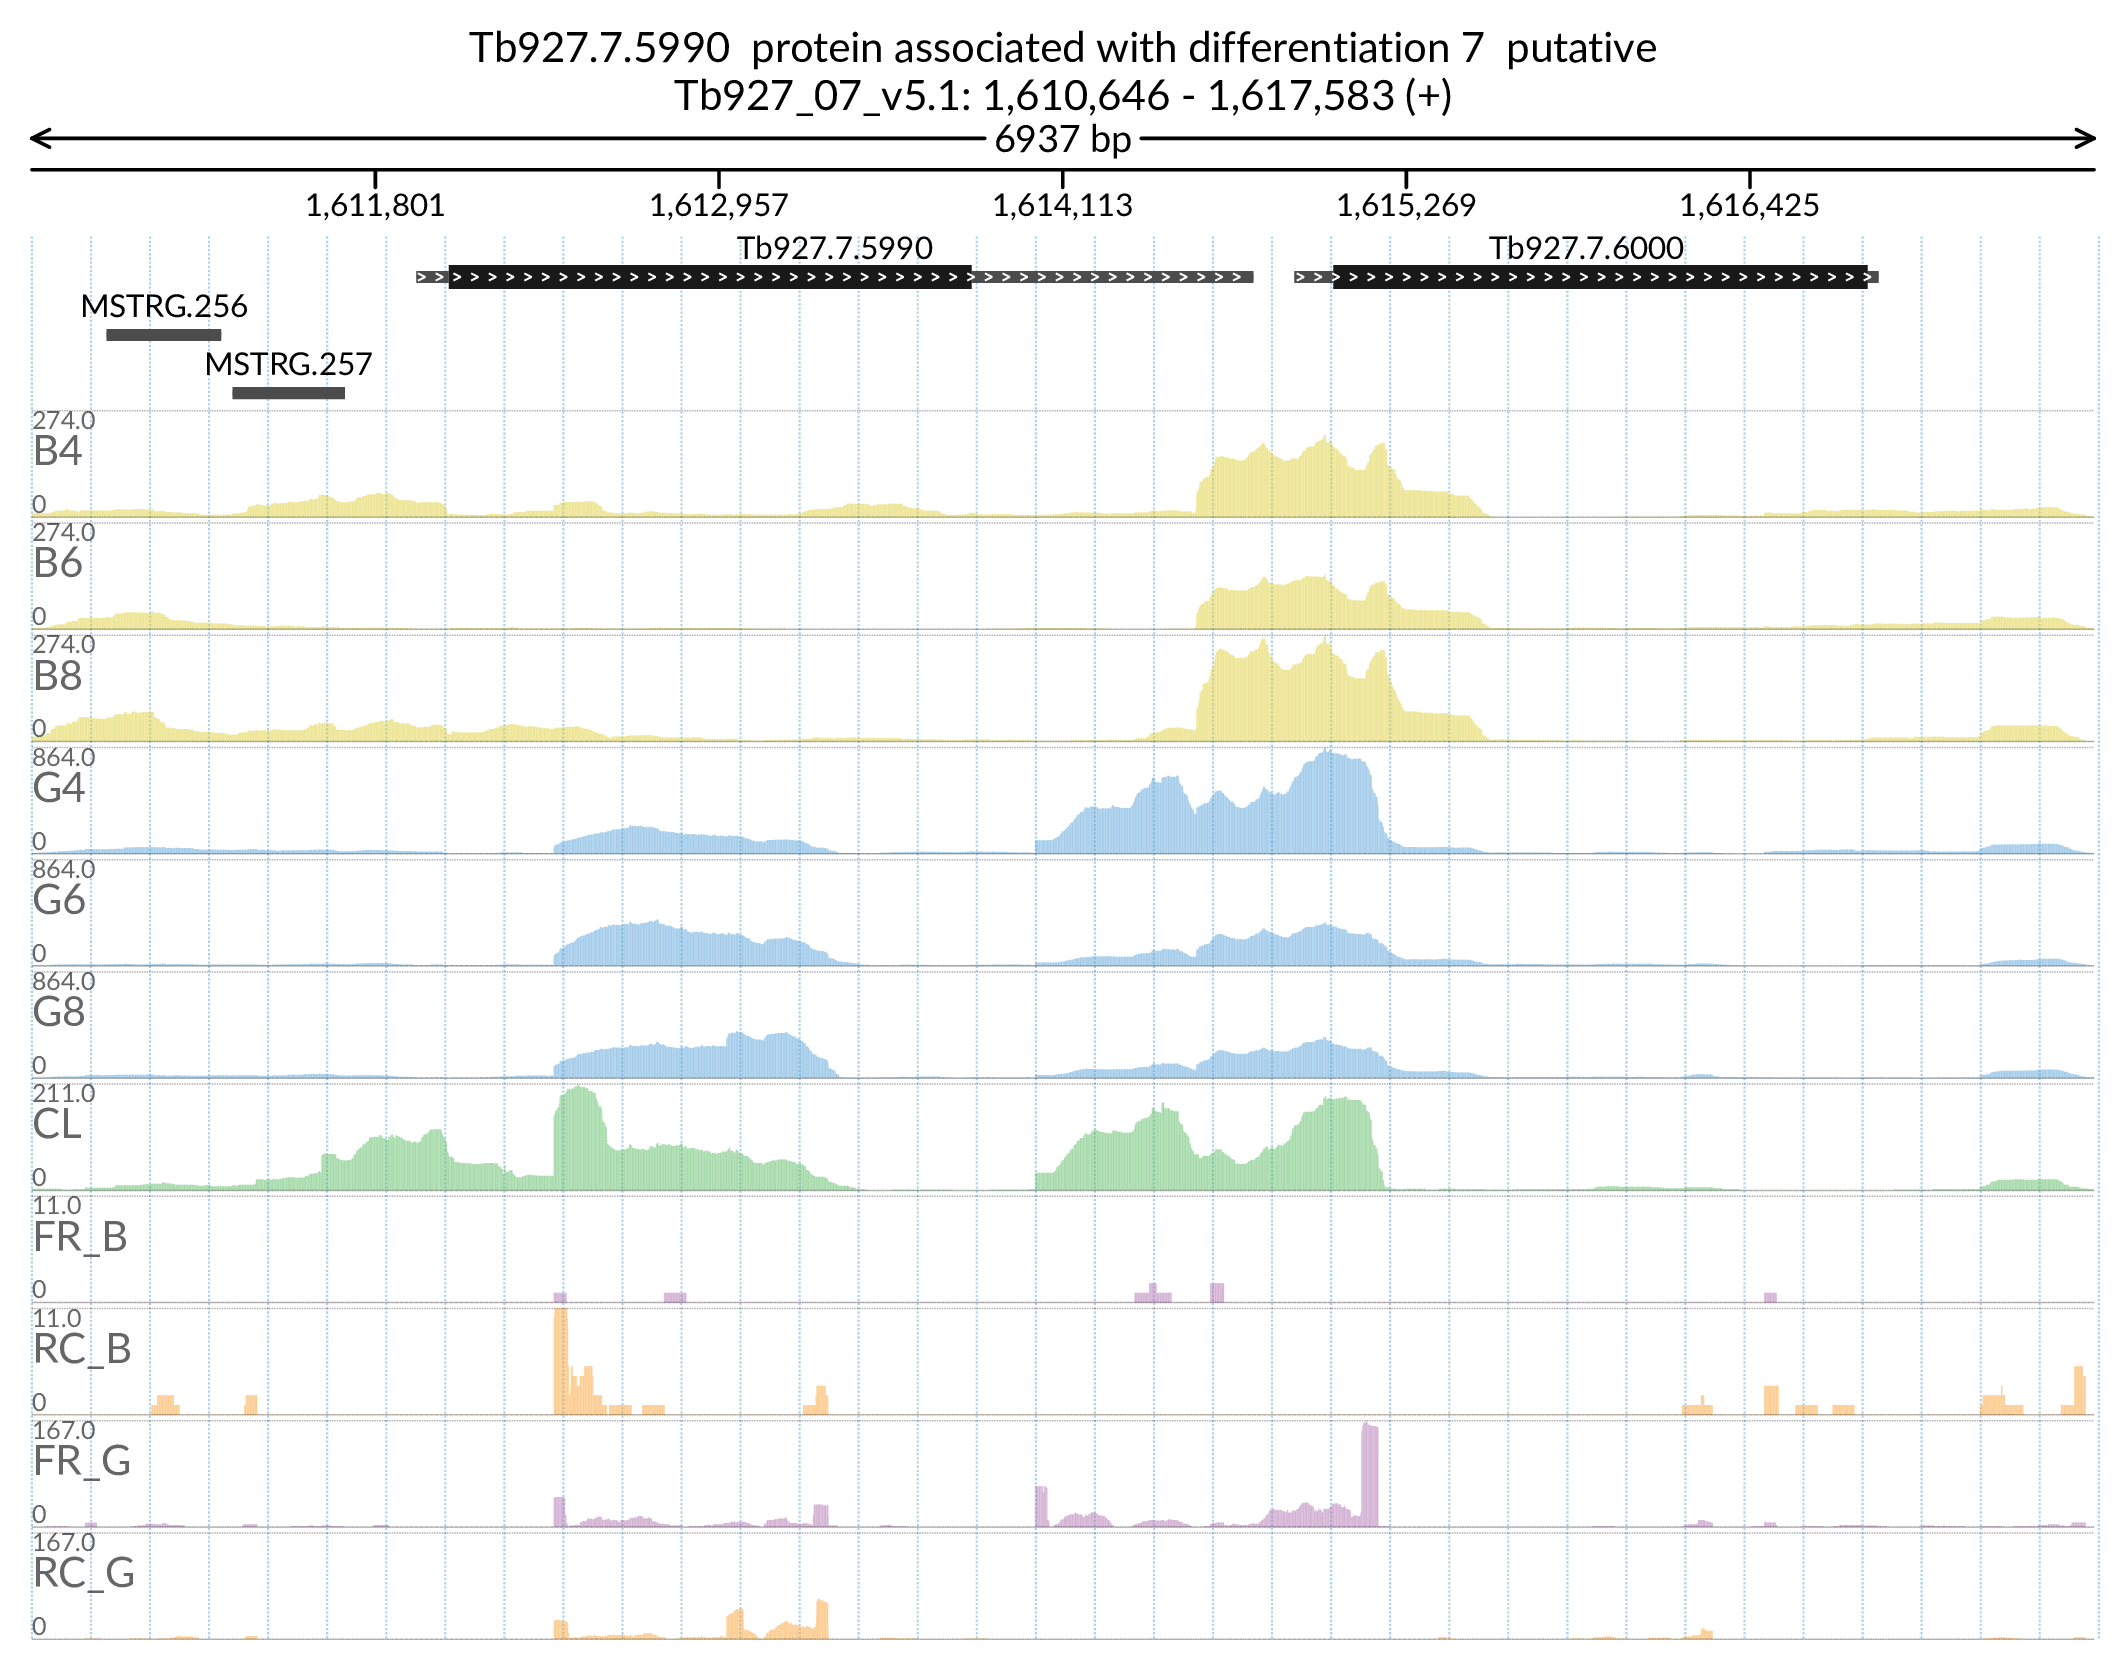 Tb927.7.5990 protein associated with differentiation 7 putative
Tb927_07_v5.1: 1,610,646 - 1,617,583 (+)
6937 bp
1,611,801 1,612,957 1,614,113 1,615,269 1,616,425
Tb927.7.5990 Tb927.7.6000
MSTRG.256
MSTRG.257
274.0
B4
0
274.0
B6
0
274.0
B8
0
864.0
G4
0
864.0
G6
0
864.0
G8
0
211.0
CL
0
11.0
FR_B
0
11.0
RC_B
0
167.0
FR_G
0
167.0
RC_G
0